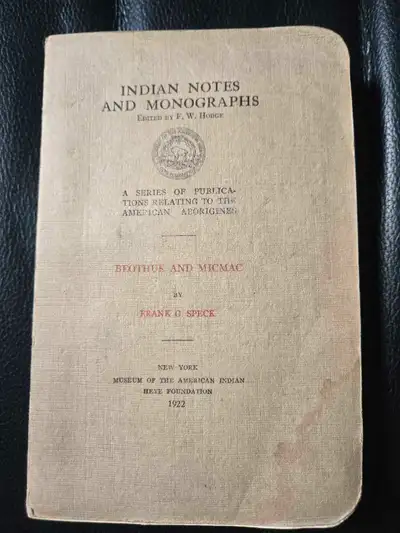 INDIAN NOTES
AND MONOGRAPHS
EDITED BY F. W. HODGE
A SERIES OF PUBLICA-
TIONS RELATING TO THE
AMERICAN ABORIGINES
BEOTHUK AND MICMAC
BY
FRANK G. SPECK
NEW YORK
MUSEUM OF THE AMERICAN INDIAN
HEYE FOUNDATION
1922